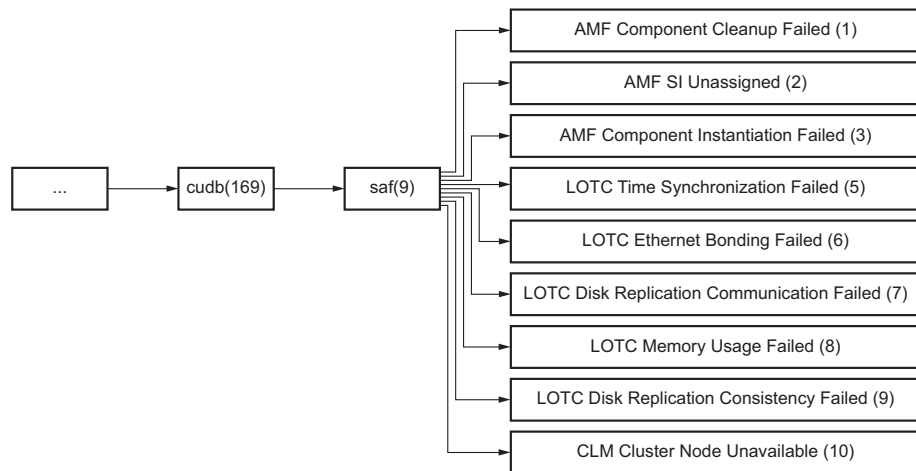 AMF Component Cleanup Failed (1)
AMF SI Unassigned (2)
AMF Component Instantiation Failed (3)
...
cudb(169)
saf(9)
LOTC Time Synchronization Failed (5)
LOTC Ethernet Bonding Failed (6)
LOTC Disk Replication Communication Failed (7)
LOTC Memory Usage Failed (8)
LOTC Disk Replication Consistency Failed (9)
CLM Cluster Node Unavailable (10)